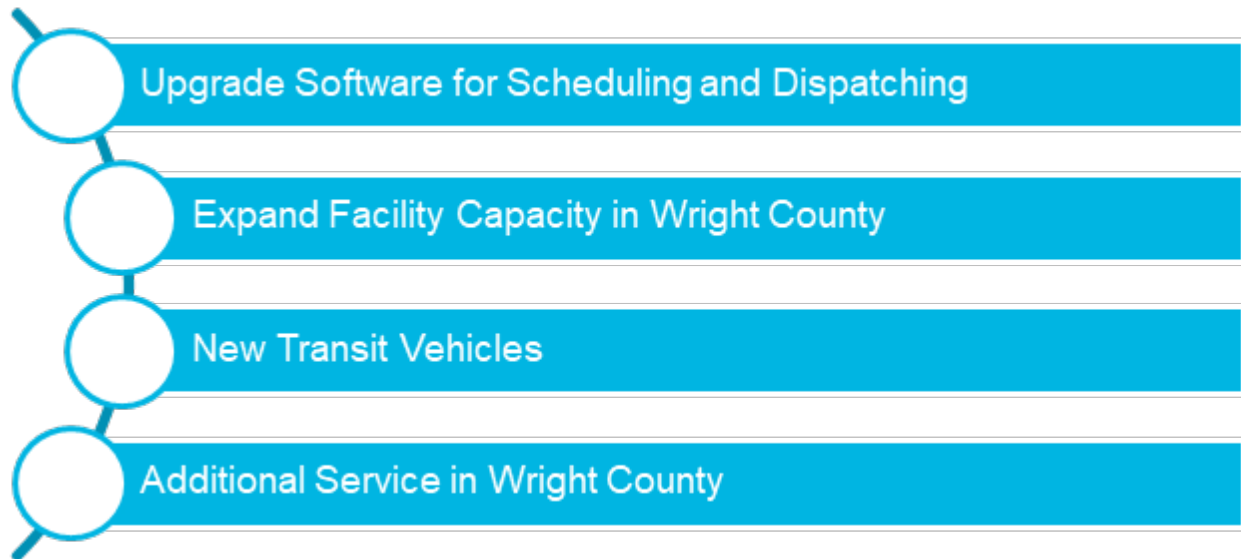 Upgrade Software for Scheduling and Dispatching
Expand Facility Capacity in Wright County
New Transit Vehicles
Additional Service in Wright County